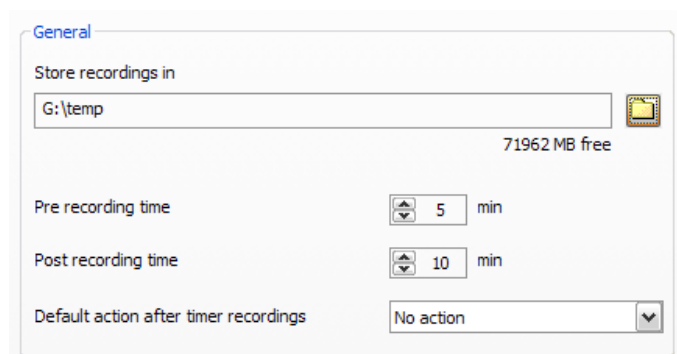 General
Store recordings in
G:\temp
71962 MB free
Pre recording time 5 min
Post recording time 10 min
Default action after timer recordings No action